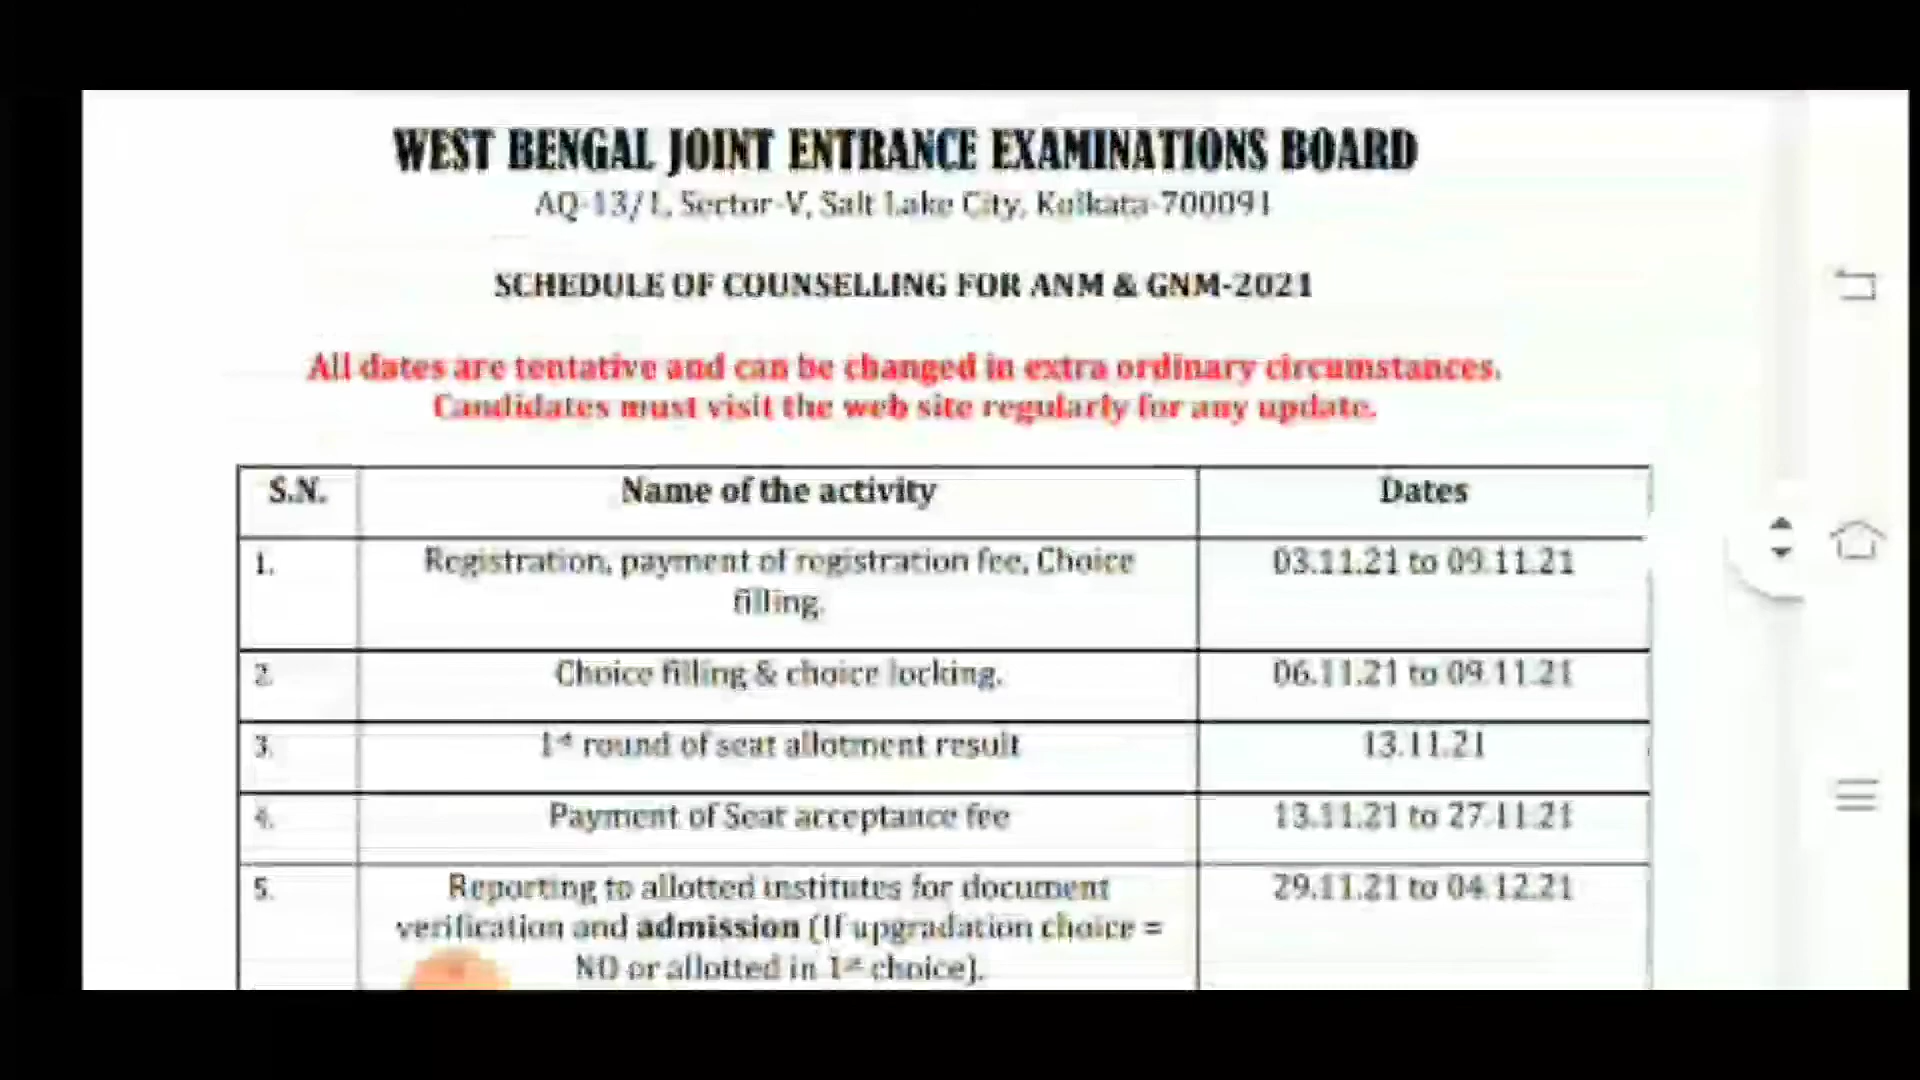 WEST BENGAL JOINT ENTRANCE EXAMINATIONS BOARD
AQ-13/1, Sector-V, Salt Lake City, Kolkata-700091
SCHEDULE OF COUNSELLING FOR ANM & GNM-2021
All dates are tentative and can be changed in extra ordinary circumstances.
Candidates must visit the web site regularly for any update.
S.N. Name of the activity Dates
1. Registration, payment of registration fee, Choice 03.11.21 to 09.11.21
filling.
2. Choice filling & choice locking. 06.11.21 to 09.11.21
3. 1st round of seat allotment result 13.11.21
4. Payment of Seat acceptance fee 13.11.21 to 27.11.21
5. Reporting to allotted institutes for document 29.11.21 to 04.12.21
verification and admission (If upgradation choice =
NO or allotted in 1st choice).